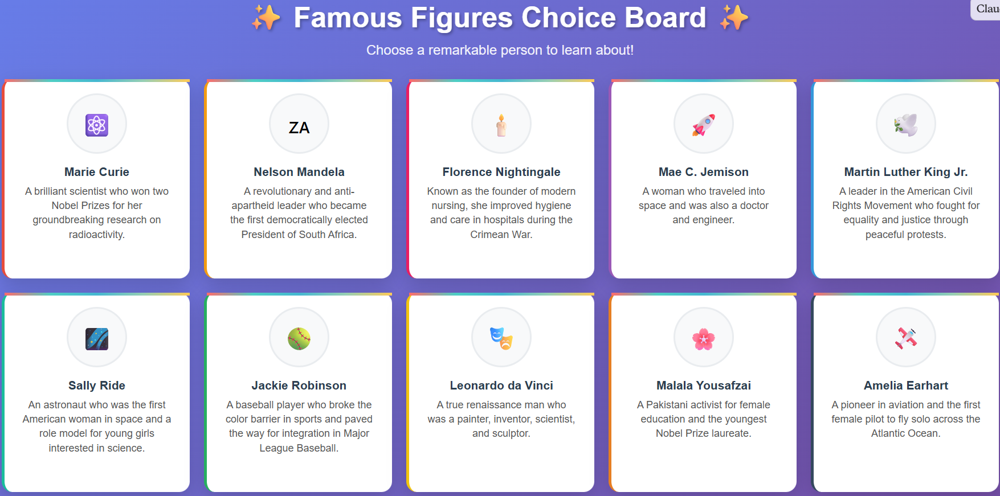 ✨ Famous Figures Choice Board ✨
Choose a remarkable person to learn about!
Marie Curie
A brilliant scientist who won two
Nobel Prizes for her
groundbreaking research on
radioactivity.
ZA
Nelson Mandela
A revolutionary and anti-
apartheid leader who became
the first democratically elected
President of South Africa.
Florence Nightingale
Known as the founder of modern
nursing, she improved hygiene
and care in hospitals during the
Crimean War.
Mae C. Jemison
A woman who traveled into
space and was also a doctor
and engineer.
Martin Luther King Jr.
A leader in the American Civil
Rights Movement who fought for
equality and justice through
peaceful protests.
Sally Ride
An astronaut who was the first
American woman in space and a
role model for young girls
interested in science.
Jackie Robinson
A baseball player who broke the
color barrier in sports and paved
the way for integration in Major
League Baseball.
Leonardo da Vinci
A true renaissance man who
was a painter, inventor, scientist,
and sculptor.
Malala Yousafzai
A Pakistani activist for female
education and the youngest
Nobel Prize laureate.
Amelia Earhart
A pioneer in aviation and the first
female pilot to fly solo across the
Atlantic Ocean.